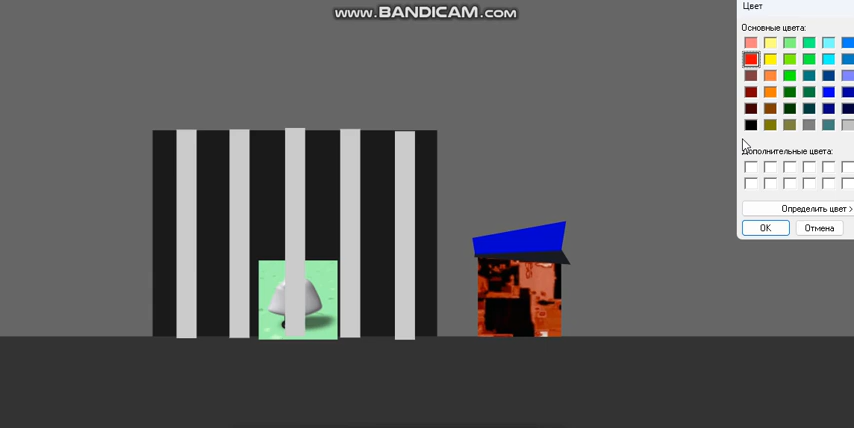 www.BANDICAM.com
Цвет
Основные цвета:
Дополнительные цвета:
Определить цвет >
OK
Отмена